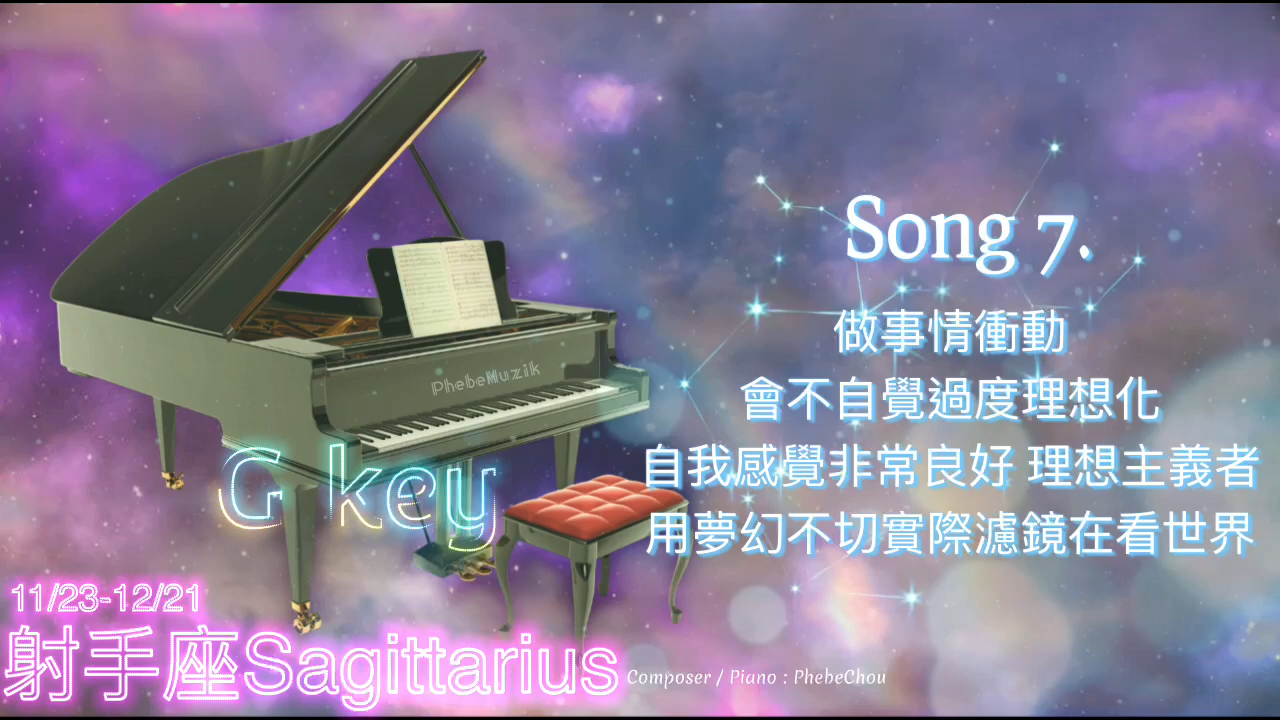 Song 7.
做事情衝動
會不自覺過度理想化
自我感覺非常良好 理想主義者
用夢幻不切實際濾鏡在看世界
PhebeMuzik
G key
11/23-12/21
射手座Sagittarius
Composer / Piano : PhebeChou